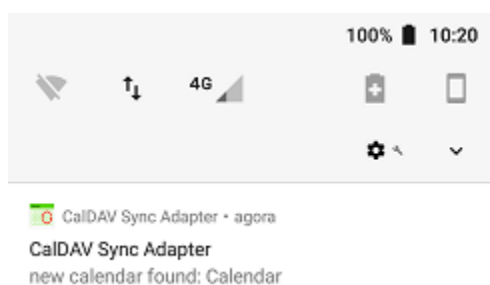 100% 10:20
4G
CalDAV Sync Adapter • agora
CalDAV Sync Adapter
new calendar found: Calendar